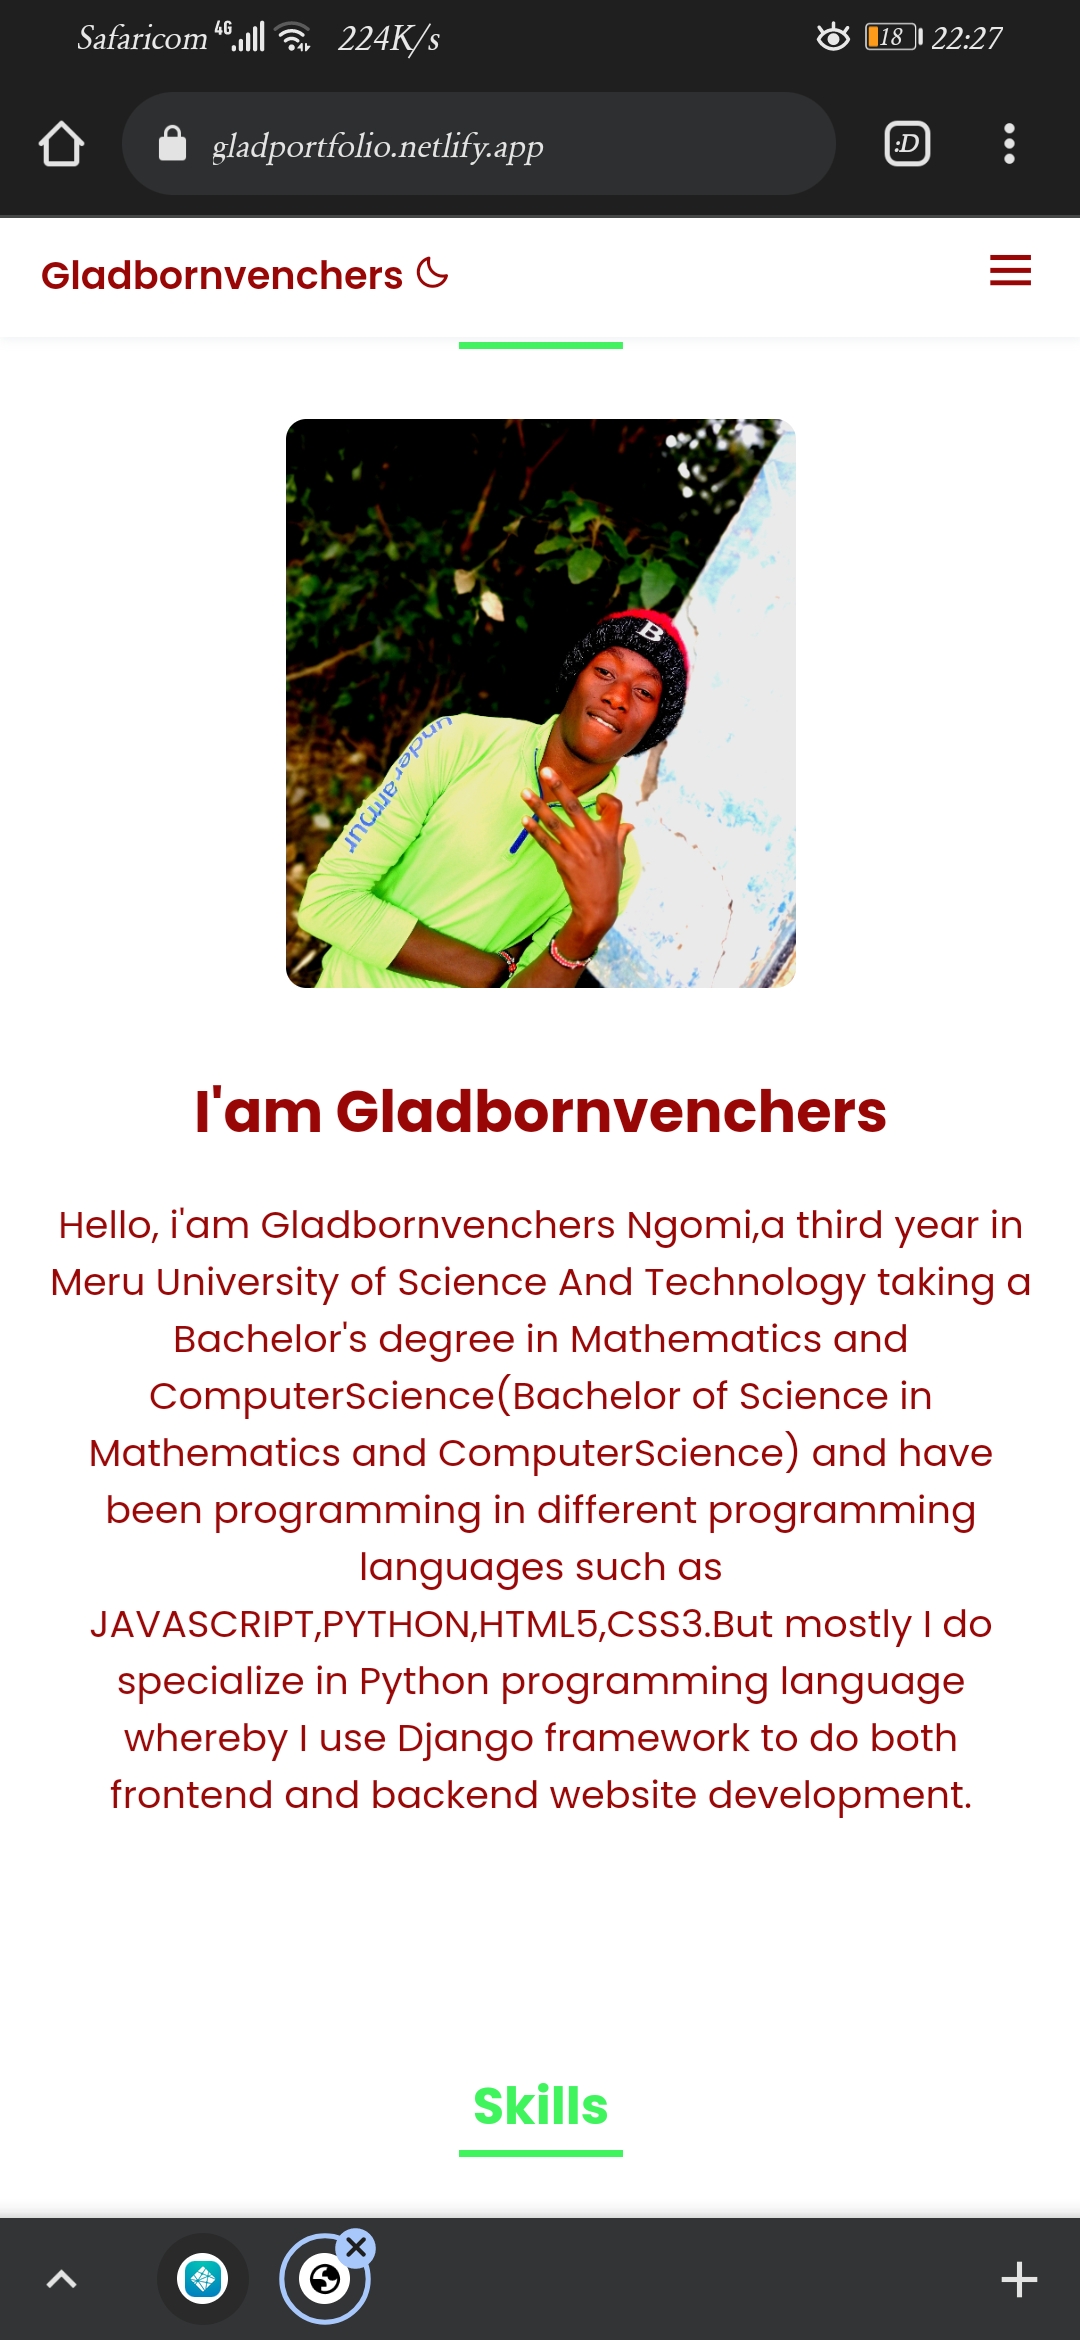 Safaricom 4G 224K/s 18 22:27
gladportfolio.netlify.app :D
Gladbornvenchers
B
under armour
I'am Gladbornvenchers
Hello, i'am Gladbornvenchers Ngomi,a third year in
Meru University of Science And Technology taking a
Bachelor's degree in Mathematics and
ComputerScience(Bachelor of Science in
Mathematics and ComputerScience) and have
been programming in different programming
languages such as
JAVASCRIPT,PYTHON,HTML5,CSS3.But mostly I do
specialize in Python programming language
whereby I use Django framework to do both
frontend and backend website development.
Skills